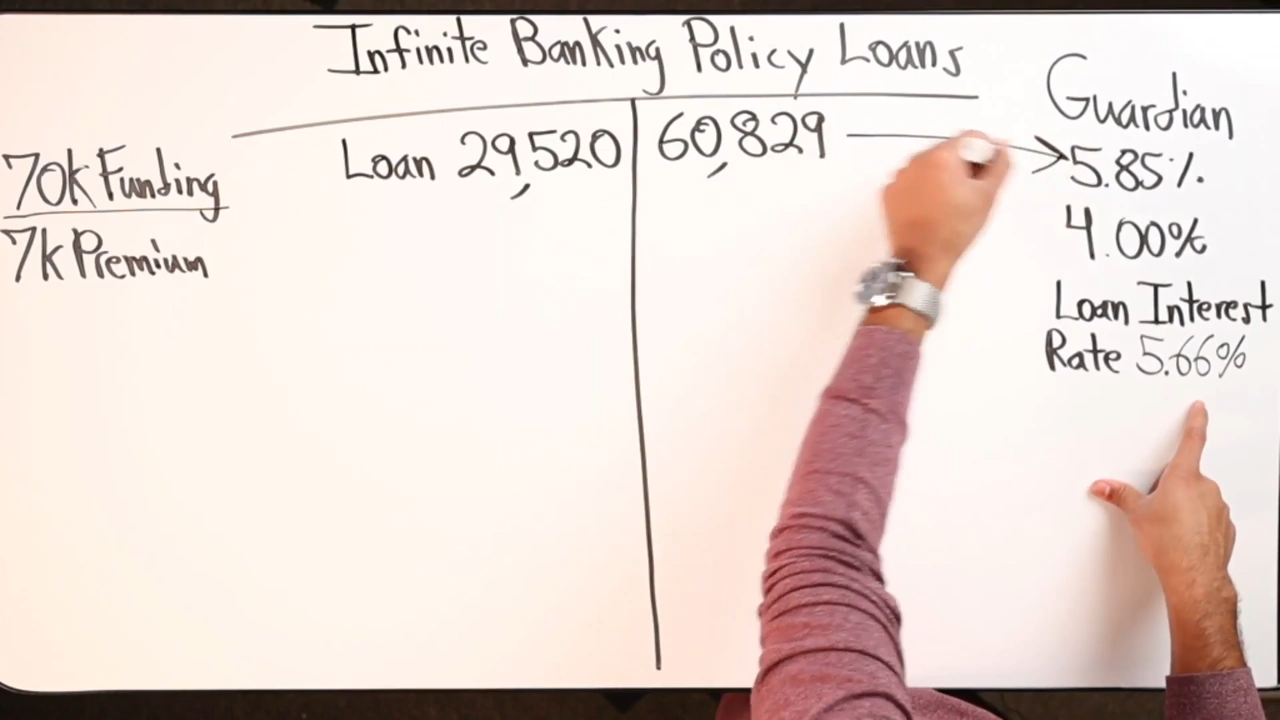 Infinite Banking Policy Loans
70k Funding
7k Premium
Loan 29,520
60,829
Guardian
5.85%
4.00%
Loan Interest
Rate 5.66%